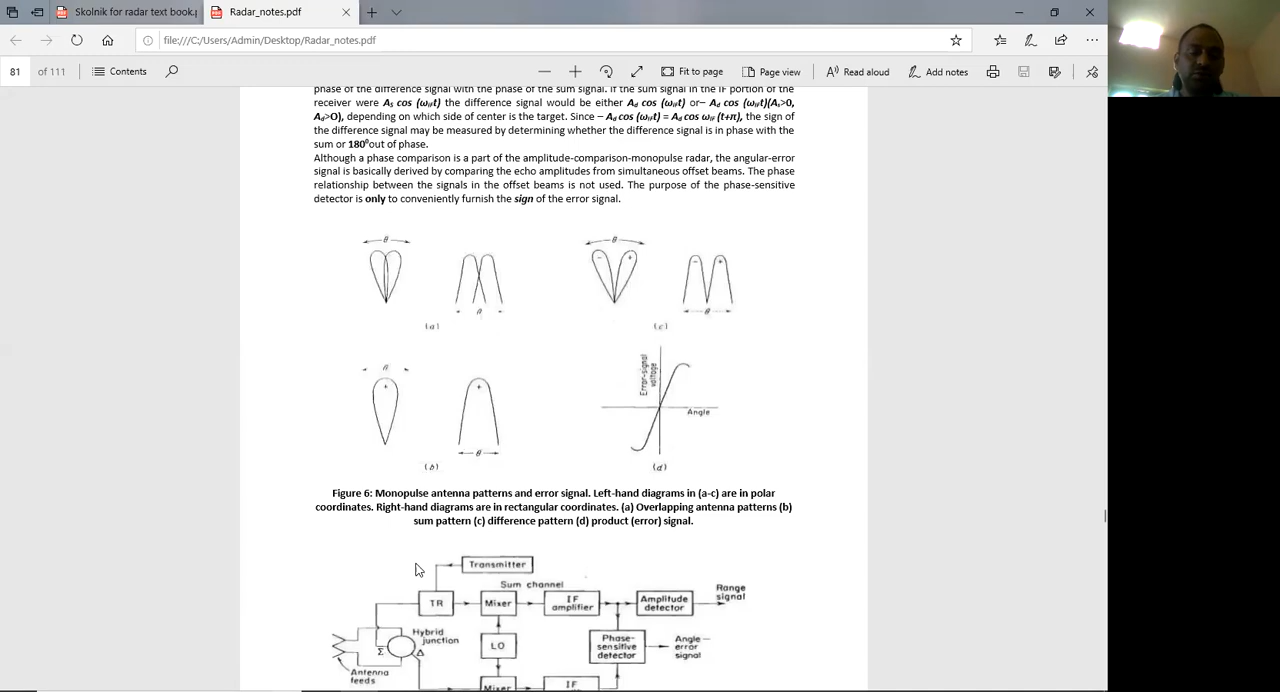 Skolnik for radar text book.p
Radar_notes.pdf
file:///C:/Users/Admin/Desktop/Radar_notes.pdf
81 of 111
Contents
Fit to page
Page view
Read aloud
Add notes
phase of the difference signal with the phase of the sum signal. If the sum signal in the IF portion of the
receiver were As cos (ωIFt) the difference signal would be either Ad cos (ωIFt) or– Ad cos (ωIFt)(As>0,
Ad>O), depending on which side of center is the target. Since – Ad cos (ωIFt) = Ad cos ωIF (t+π), the sign of
the difference signal may be measured by determining whether the difference signal is in phase with the
sum or 180⁰out of phase.
Although a phase comparison is a part of the amplitude-comparison-monopulse radar, the angular-error
signal is basically derived by comparing the echo amplitudes from simultaneous offset beams. The phase
relationship between the signals in the offset beams is not used. The purpose of the phase-sensitive
detector is only to conveniently furnish the sign of the error signal.
θ
θ
(a)
θ
– +
– +
θ
(c)
θ
+
+
θ
(b)
Error-signal
voltage
Angle
(d)
Figure 6: Monopulse antenna patterns and error signal. Left-hand diagrams in (a-c) are in polar
coordinates. Right-hand diagrams are in rectangular coordinates. (a) Overlapping antenna patterns (b)
sum pattern (c) difference pattern (d) product (error) signal.
Transmitter
Sum channel
TR
Mixer
IF
amplifier
Amplitude
detector
Range
signal
Hybrid
junction
Σ
Δ
LO
Phase-
sensitive
detector
Angle–
error
signal
Antenna
feeds
Mixer
IF